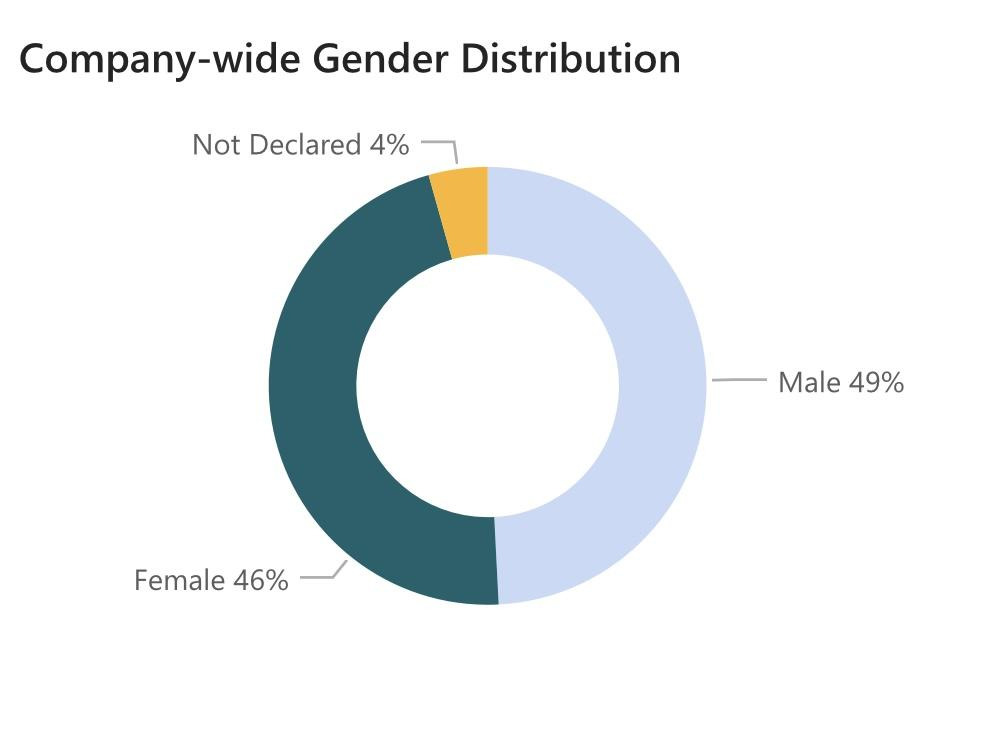 Company-wide Gender Distribution
Not Declared 4%
Male 49%
Female 46%